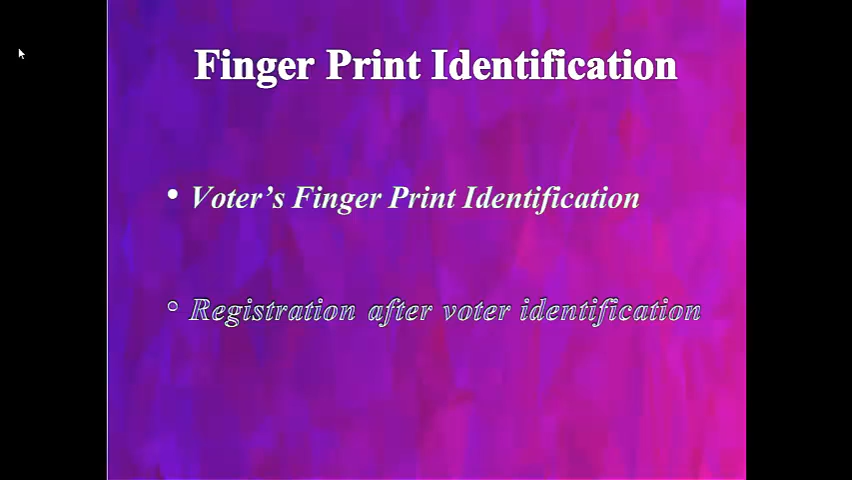 Finger Print Identification
• Voter’s Finger Print Identification
• Registration after voter identification